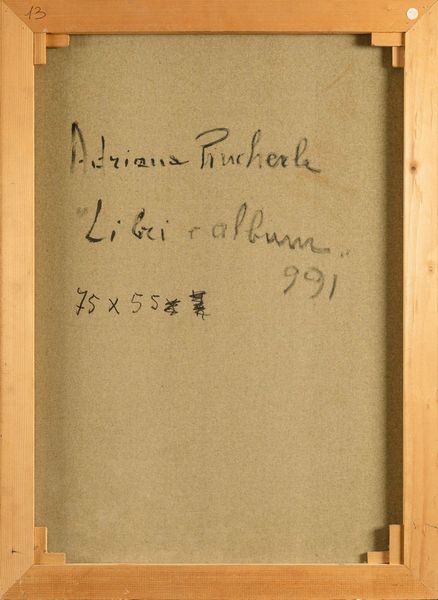 13
Adriana Pincherle
"Libri e album"
991
75 x 55